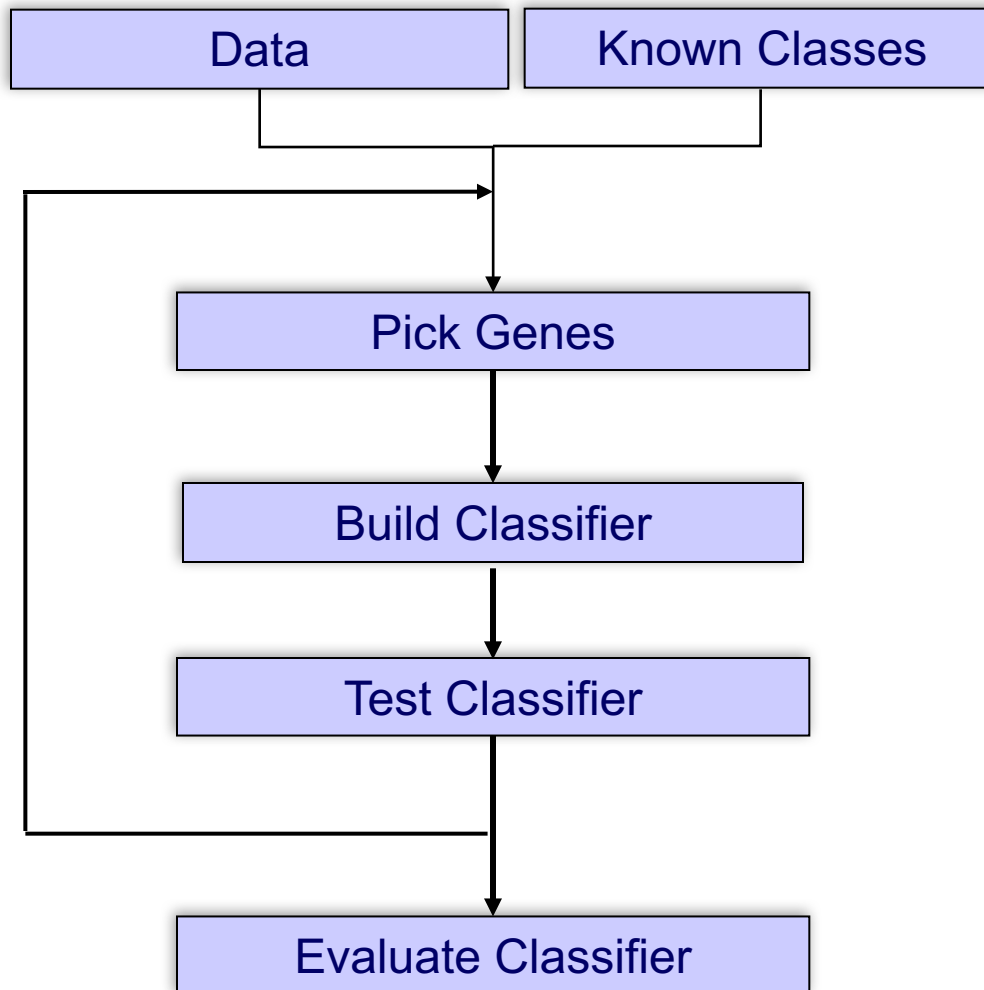 Data
Known Classes
Pick Genes
Build Classifier
Test Classifier
Evaluate Classifier